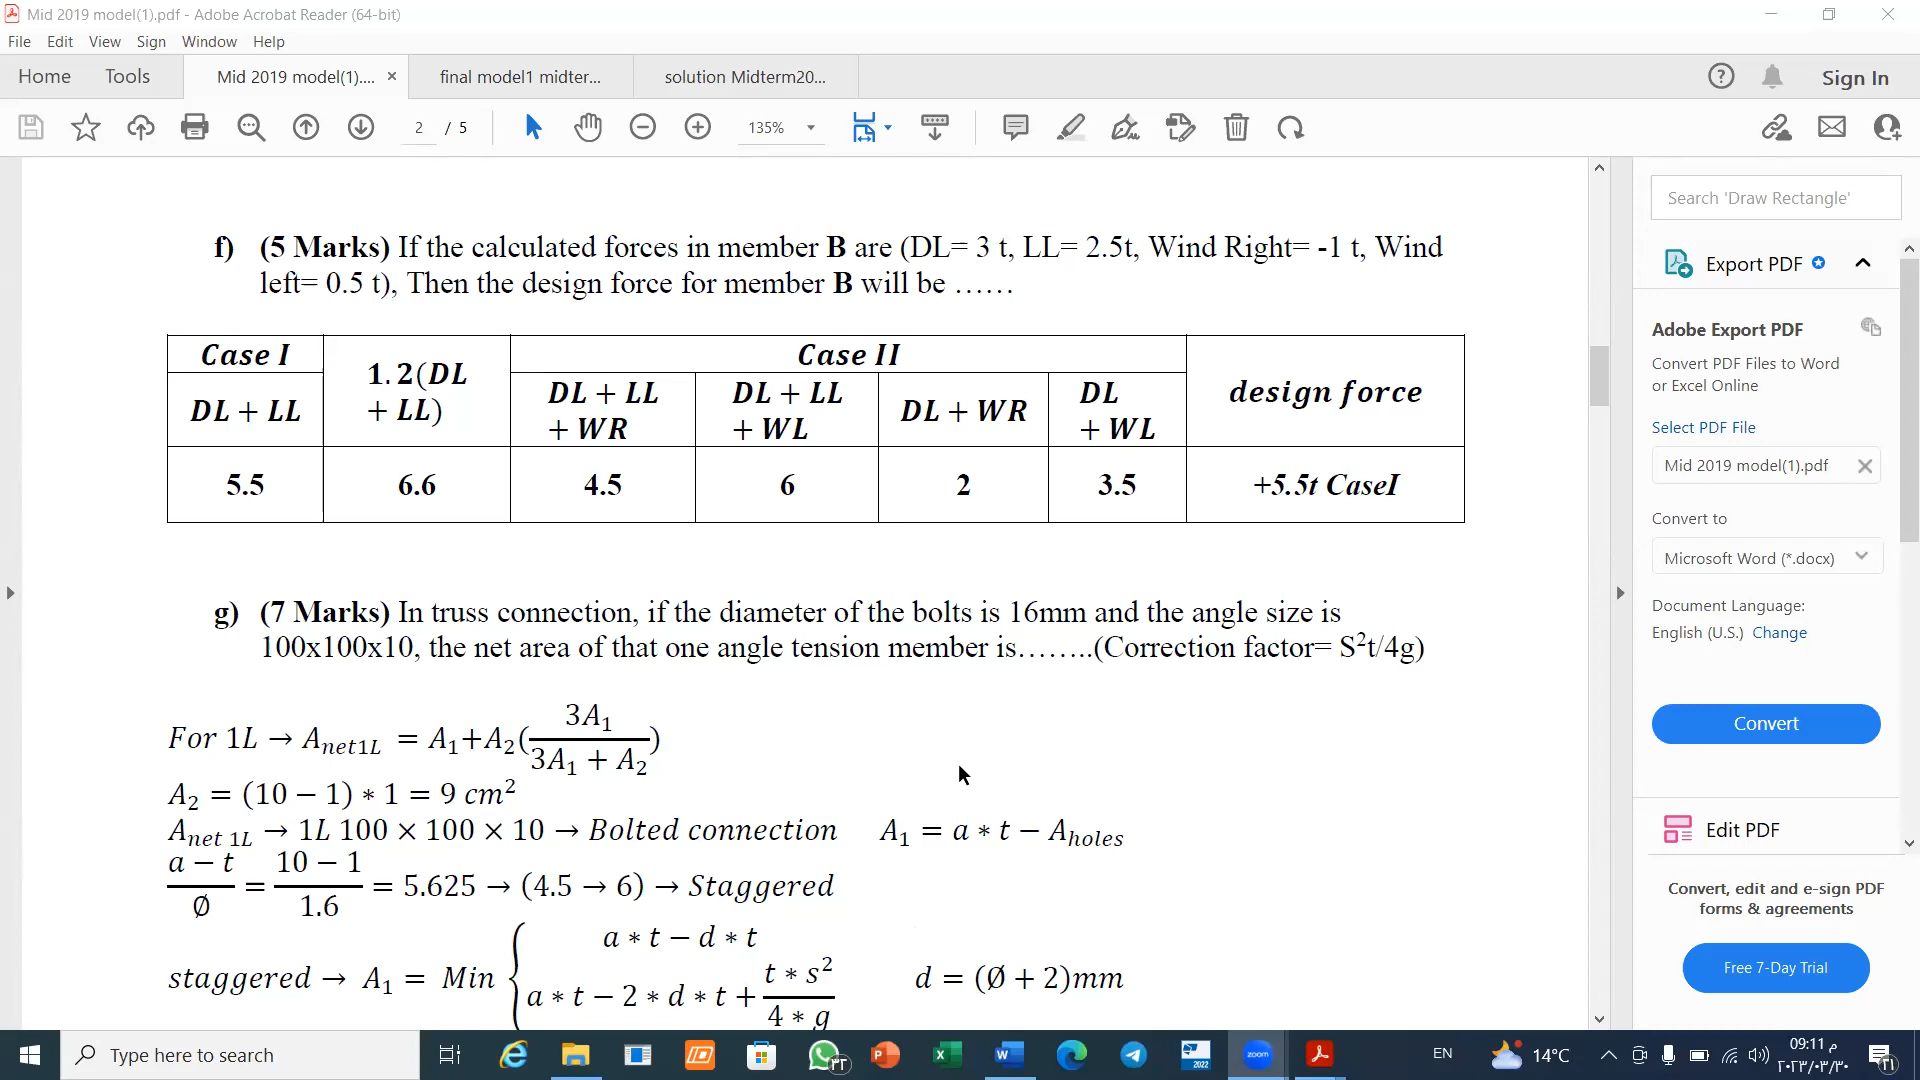 Mid 2019 model(1).pdf - Adobe Acrobat Reader (64-bit)
File Edit View Sign Window Help
Home Tools Mid 2019 model(1).... × final model1 midter... solution Midterm20... Sign In
2 / 5 135%
f) (5 Marks) If the calculated forces in member B are (DL= 3 t, LL= 2.5t, Wind Right= -1 t, Wind
left= 0.5 t), Then the design force for member B will be ……
Case I 1.2(DL + LL) Case II design force
DL + LL DL + LL + WR DL + LL + WL DL + WR DL + WL
5.5 6.6 4.5 6 2 3.5 +5.5t CaseI
g) (7 Marks) In truss connection, if the diameter of the bolts is 16mm and the angle size is
100x100x10, the net area of that one angle tension member is……..(Correction factor= S²t/4g)
For 1L → A_net1L = A₁+A₂(3A₁/(3A₁ + A₂))
A₂ = (10 − 1) ∗ 1 = 9 cm²
A_net 1L → 1L 100 × 100 × 10 → Bolted connection A₁ = a ∗ t − A_holes
(a − t)/Ø = (10 − 1)/1.6 = 5.625 → (4.5 → 6) → Staggered
staggered → A₁ = Min { a ∗ t − d ∗ t
a ∗ t − 2 ∗ d ∗ t + (t ∗ s²)/(4 ∗ g) d = (Ø + 2)mm
Search 'Draw Rectangle'
Export PDF
Adobe Export PDF
Convert PDF Files to Word
or Excel Online
Select PDF File
Mid 2019 model(1).pdf
Convert to
Microsoft Word (*.docx)
Document Language:
English (U.S.) Change
Convert
Edit PDF
Convert, edit and e-sign PDF
forms & agreements
Free 7-Day Trial
Type here to search
٣٣
2022
zoom
EN
14°C
09:11 م
٢٠٢٣/٠٣/٣٠
٢١